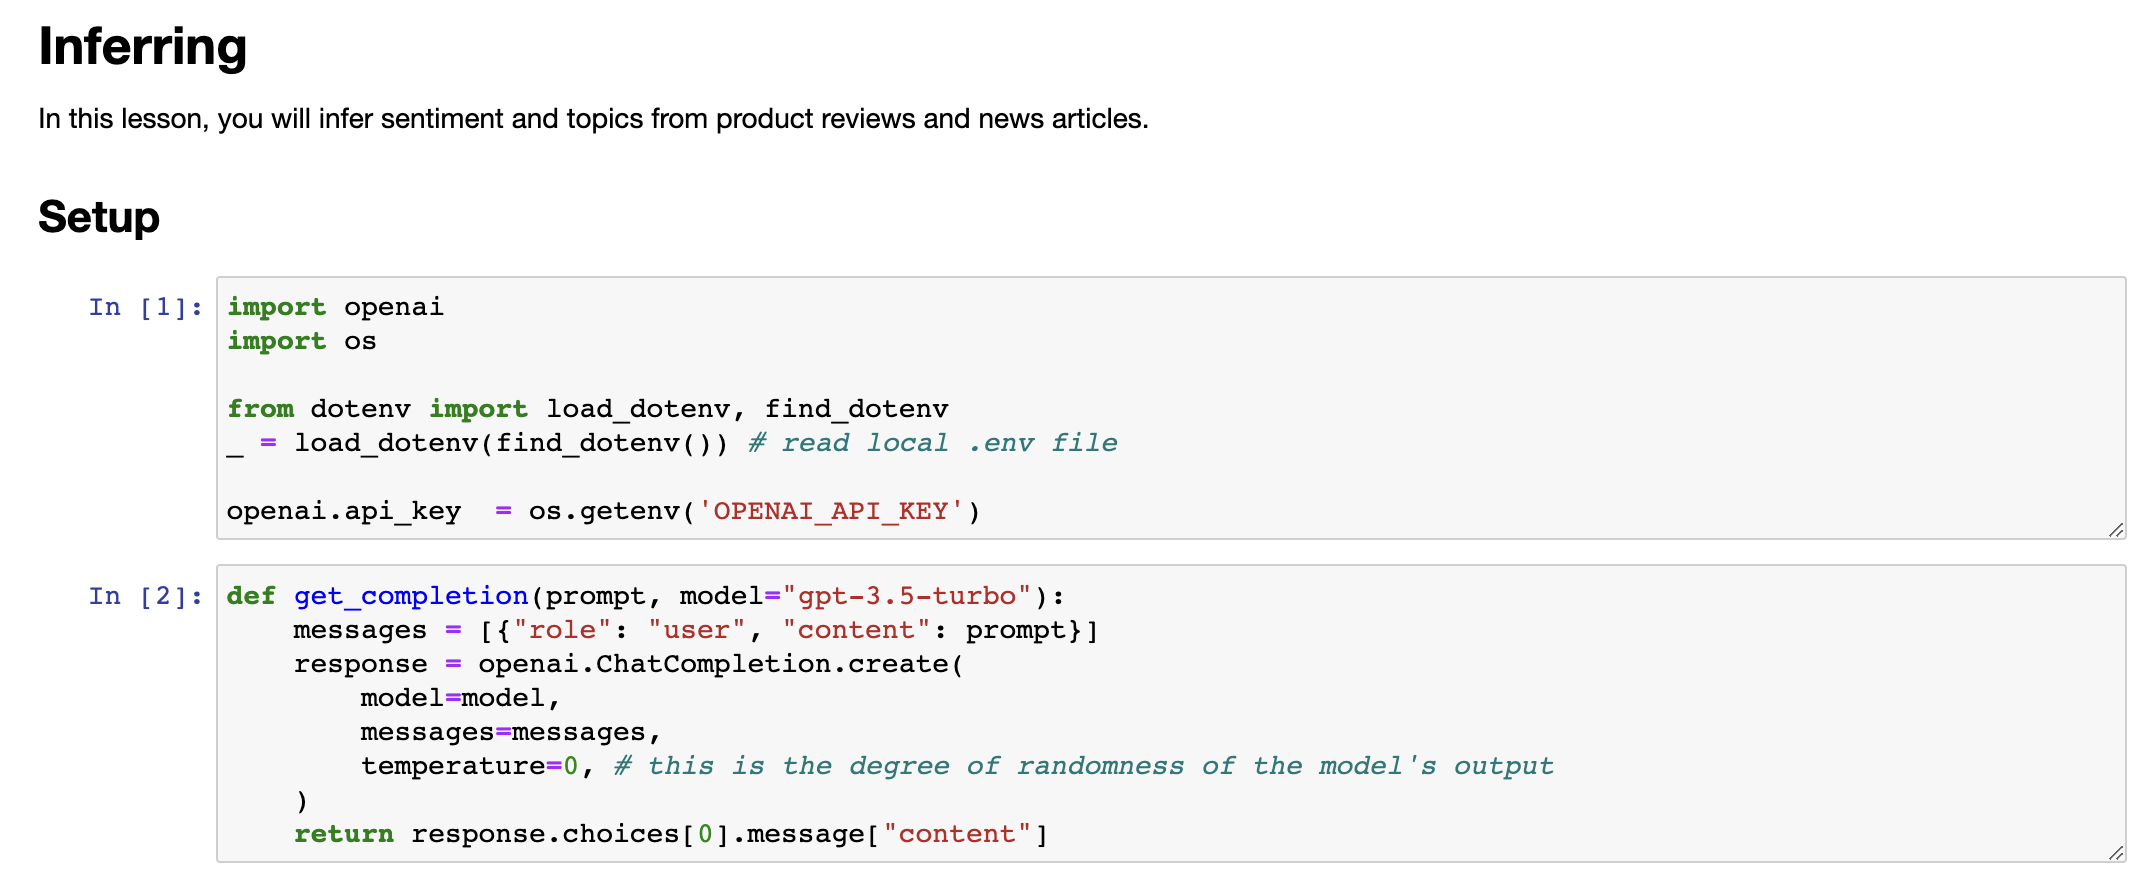 Inferring
In this lesson, you will infer sentiment and topics from product reviews and news articles.
Setup
In [1]:
import openai
import os

from dotenv import load_dotenv, find_dotenv
_ = load_dotenv(find_dotenv()) # read local .env file

openai.api_key  = os.getenv('OPENAI_API_KEY')
In [2]:
def get_completion(prompt, model="gpt-3.5-turbo"):
    messages = [{"role": "user", "content": prompt}]
    response = openai.ChatCompletion.create(
        model=model,
        messages=messages,
        temperature=0, # this is the degree of randomness of the model's output
    )
    return response.choices[0].message["content"]